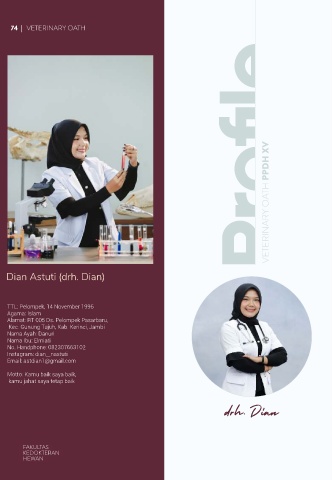 74 | VETERINARY OATH
Dian Astuti (drh. Dian)
TTL: Pelompek, 14 November 1996
Agama: Islam
Alamat: RT 005 Ds. Pelompek Pasarbaru,
Kec. Gunung Tujuh, Kab. Kerinci, Jambi
Nama Ayah: Danuri
Nama Ibu: Elmiati
No. Handphone: 082307663102
Instagram: dian__nastuti
Email: astdian1@gmail.com
Motto: Kamu baik saya baik,
kamu jahat saya tetap baik
FAKULTAS
KEDOKTERAN
HEWAN
Profile
VETERINARY OATH PPDH XV
drh. Dian